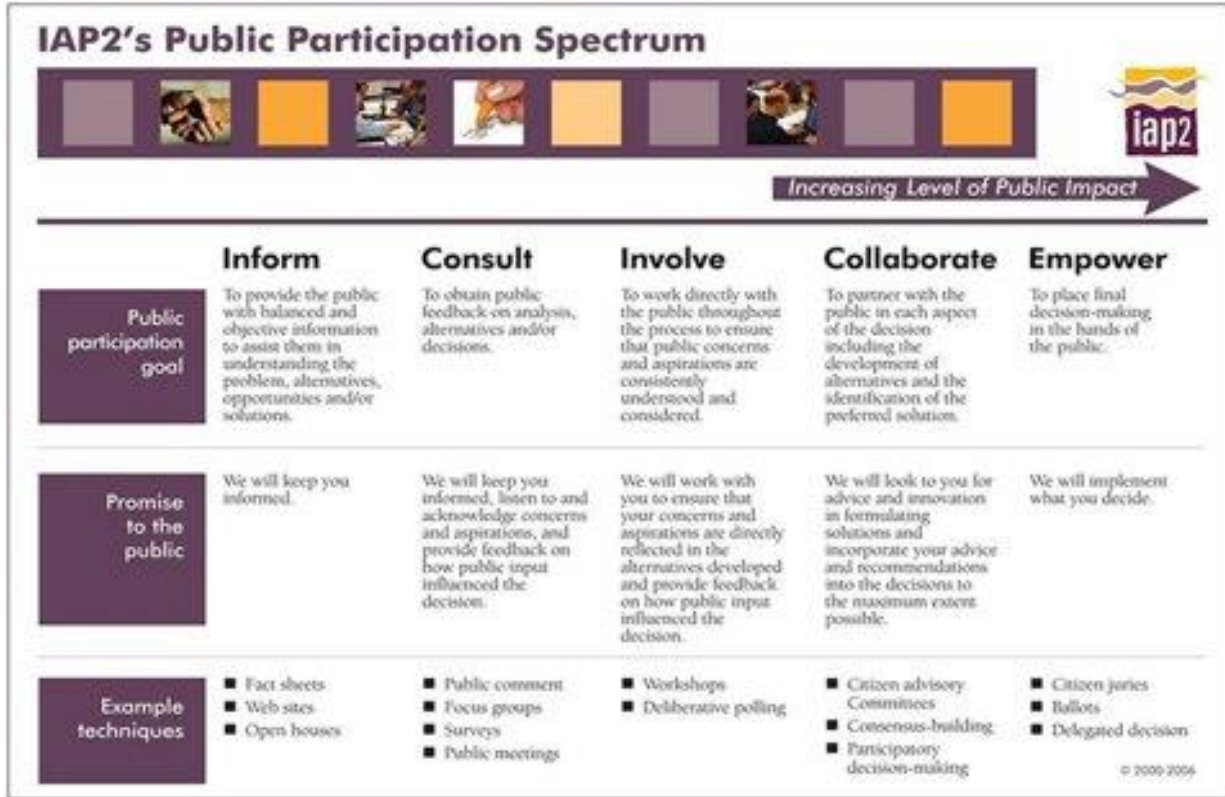 IAP2's Public Participation Spectrum
iap2
Increasing Level of Public Impact
Inform
Consult
Involve
Collaborate
Empower
Public
participation
goal
To provide the public
with balanced and
objective information
to assist them in
understanding the
problem, alternatives,
opportunities and/or
solutions.
To obtain public
feedback on analysis,
alternatives and/or
decisions.
To work directly with
the public throughout
the process to ensure
that public concerns
and aspirations are
consistently
understood and
considered.
To partner with the
public in each aspect
of the decision
including the
development of
alternatives and the
identification of the
preferred solution.
To place final
decision-making
in the hands of
the public.
Promise
to the
public
We will keep you
informed.
We will keep you
informed, listen to and
acknowledge concerns
and aspirations, and
provide feedback on
how public input
influenced the
decision.
We will work with
you to ensure that
your concerns and
aspirations are directly
reflected in the
alternatives developed
and provide feedback
on how public input
influenced the
decision.
We will look to you for
advice and innovation
in formulating
solutions and
incorporate your advice
and recommendations
into the decisions to
the maximum extent
possible.
We will implement
what you decide.
Example
techniques
■ Fact sheets
■ Web sites
■ Open houses
■ Public comment
■ Focus groups
■ Surveys
■ Public meetings
■ Workshops
■ Deliberative polling
■ Citizen advisory
Committees
■ Consensus-building
■ Participatory
decision-making
■ Citizen juries
■ Ballots
■ Delegated decision
© 2000-2006